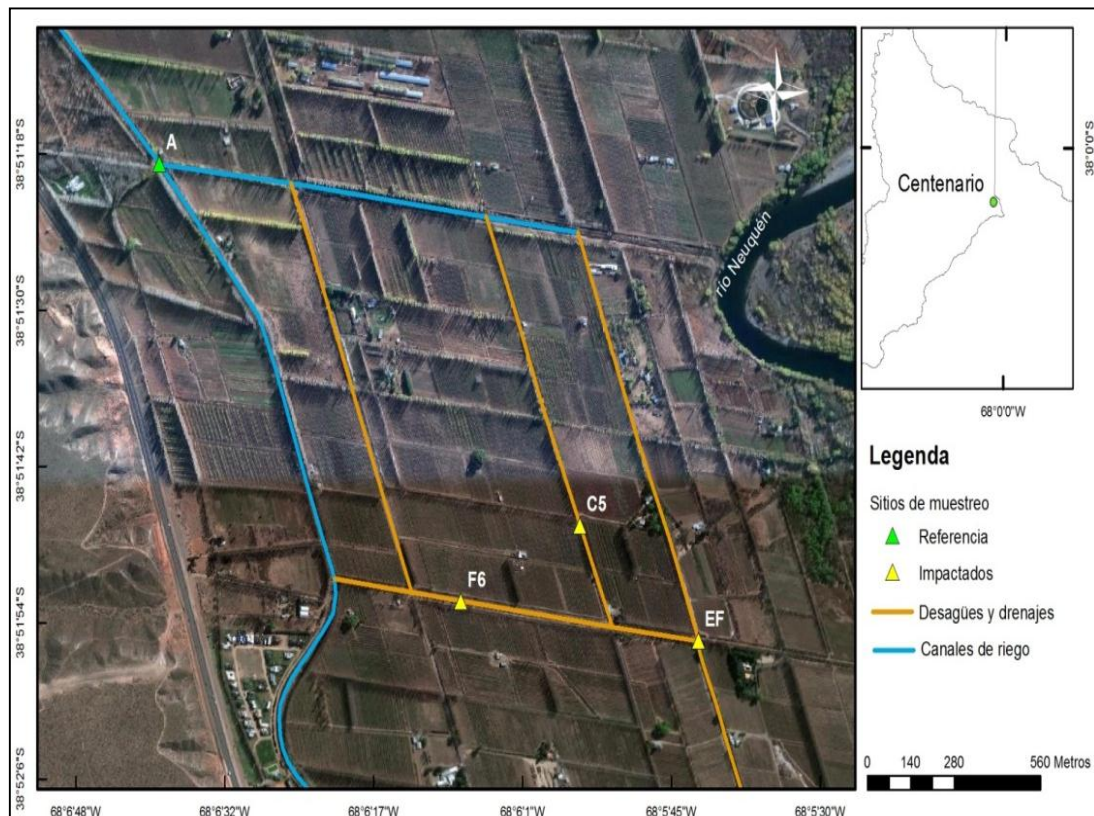 A
38°51'18"S
38°51'30"S
38°51'42"S
38°51'54"S
38°52'6"S
río Neuquén
C5
F6
EF
68°6'48"W
68°6'32"W
68°6'17"W
68°6'1"W
68°5'45"W
68°5'30"W
Centenario
38°0'0"S
68°0'0"W
Legenda
Sitios de muestreo
Referencia
Impactados
Desagües y drenajes
Canales de riego
0 140 280 560 Metros